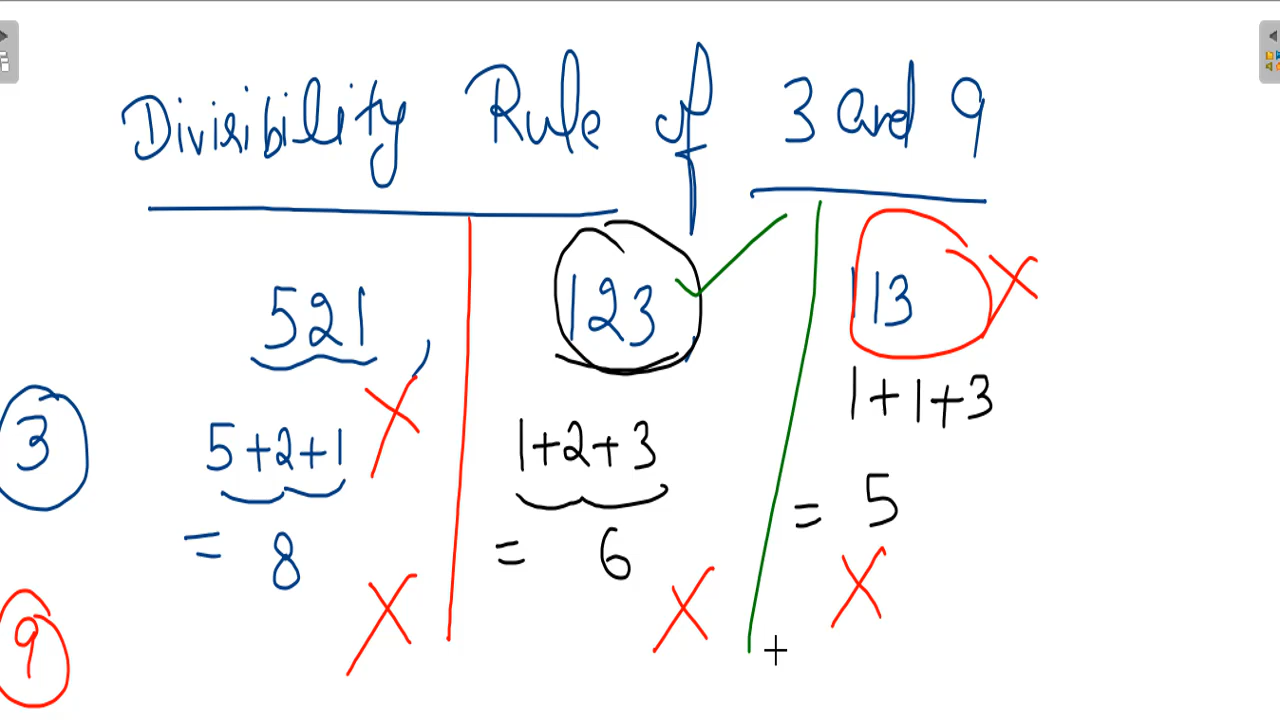 Divisibility Rule of 3 and 9
521 , 123 113
3 5+2+1 1+2+3 1+1+3
= 8 = 6 = 5
9